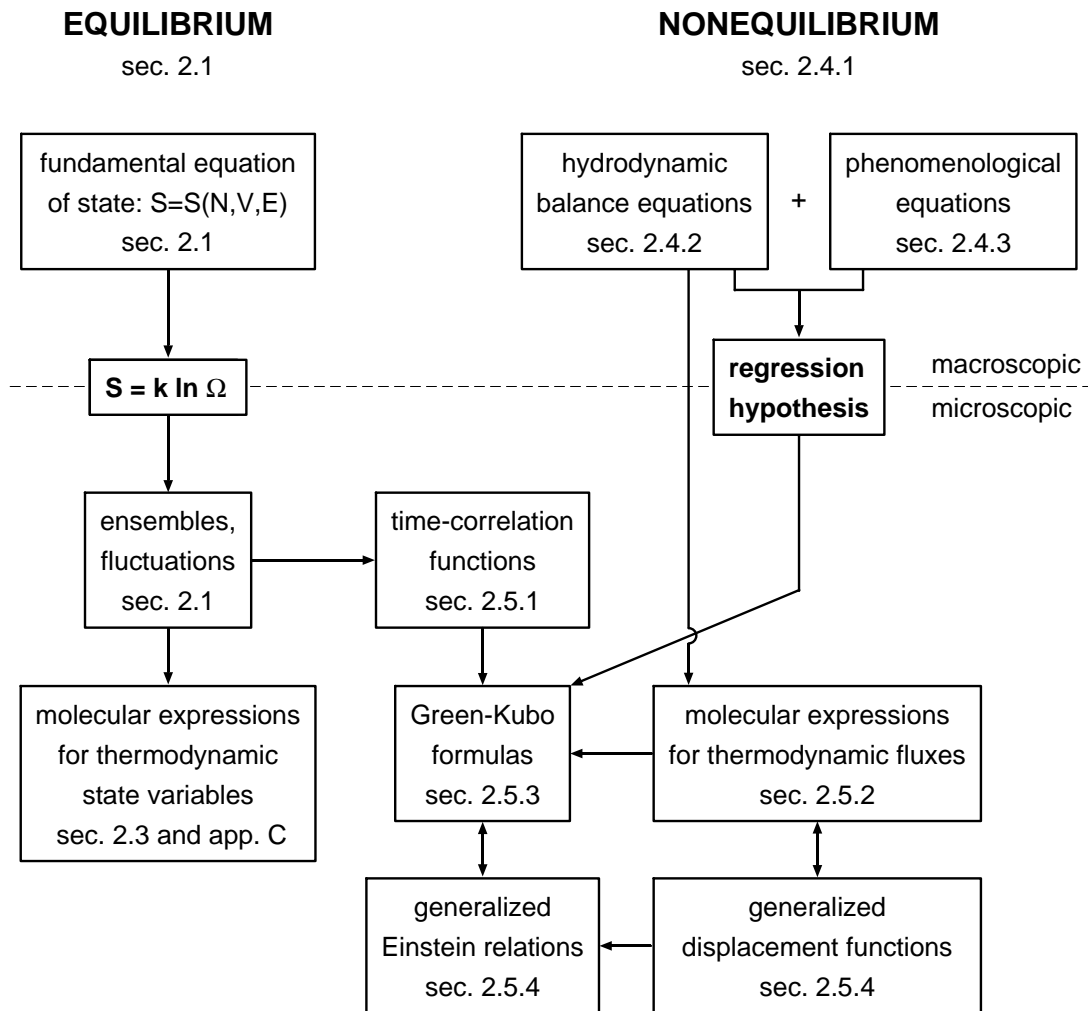 EQUILIBRIUM
sec. 2.1
NONEQUILIBRIUM
sec. 2.4.1
fundamental equation
of state: S=S(N,V,E)
sec. 2.1
hydrodynamic
balance equations
sec. 2.4.2
+
phenomenological
equations
sec. 2.4.3
S = k ln Ω
regression
hypothesis
macroscopic
microscopic
ensembles,
fluctuations
sec. 2.1
time-correlation
functions
sec. 2.5.1
molecular expressions
for thermodynamic
state variables
sec. 2.3 and app. C
Green-Kubo
formulas
sec. 2.5.3
molecular expressions
for thermodynamic fluxes
sec. 2.5.2
generalized
Einstein relations
sec. 2.5.4
generalized
displacement functions
sec. 2.5.4